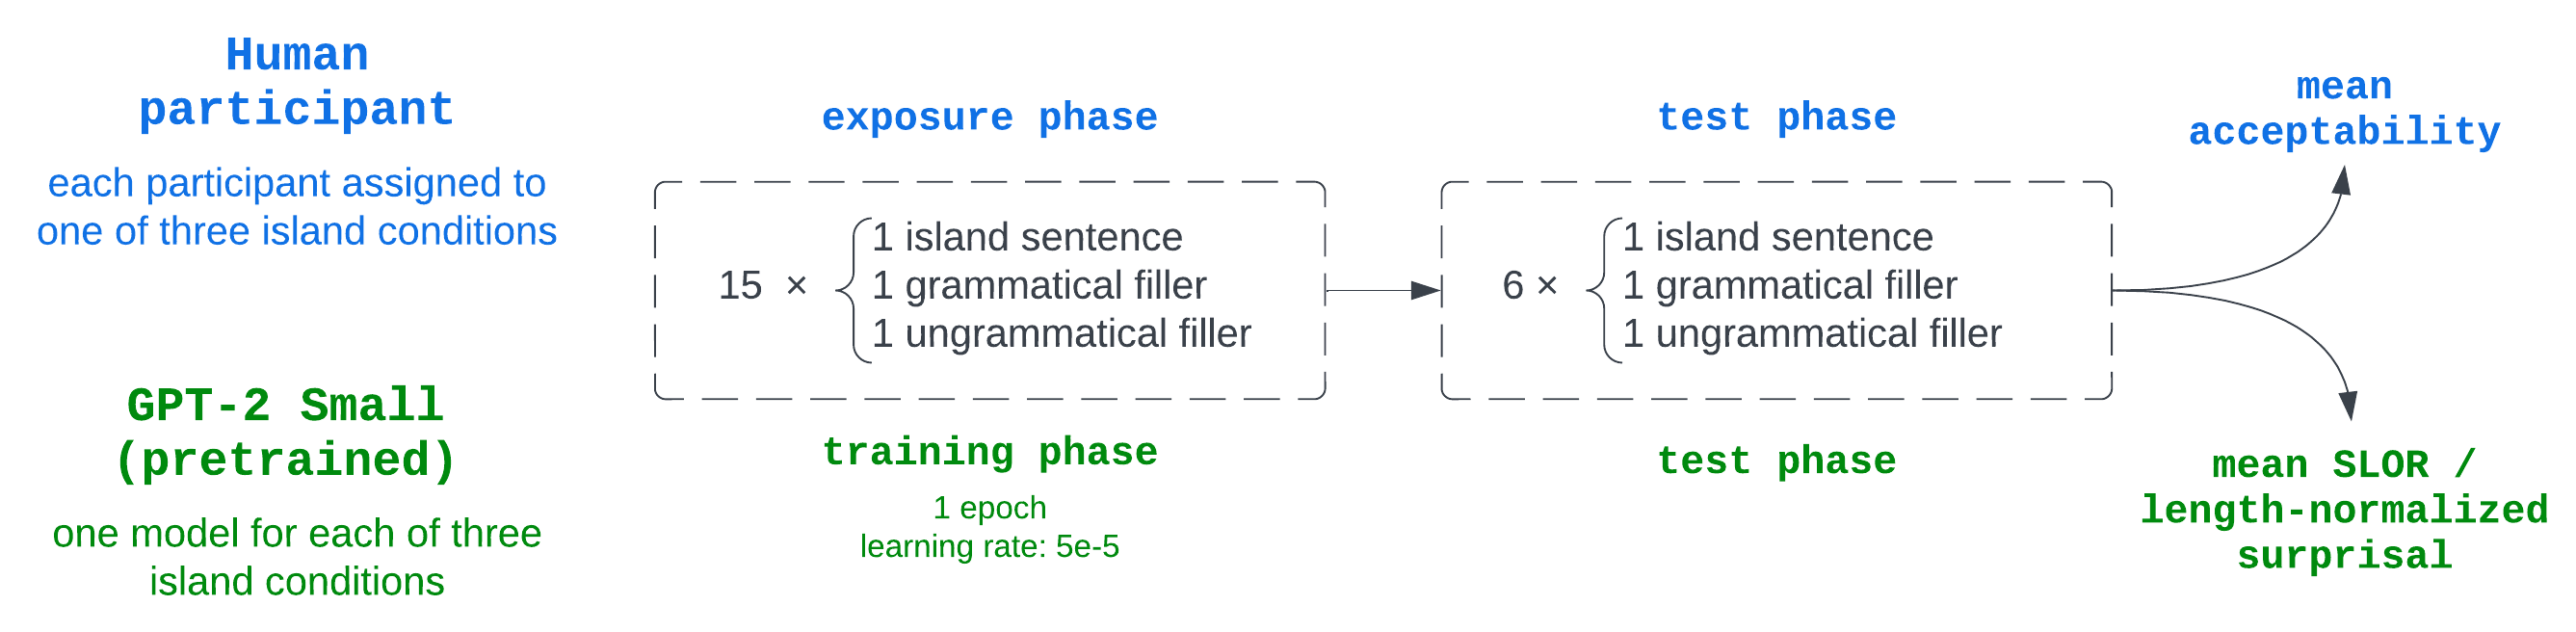 Human
participant
each participant assigned to
one of three island conditions
GPT-2 Small
(pretrained)
one model for each of three
island conditions
exposure phase
15 ×
1 island sentence
1 grammatical filler
1 ungrammatical filler
training phase
1 epoch
learning rate: 5e-5
test phase
6 ×
1 island sentence
1 grammatical filler
1 ungrammatical filler
test phase
mean
acceptability
mean SLOR /
length-normalized
surprisal